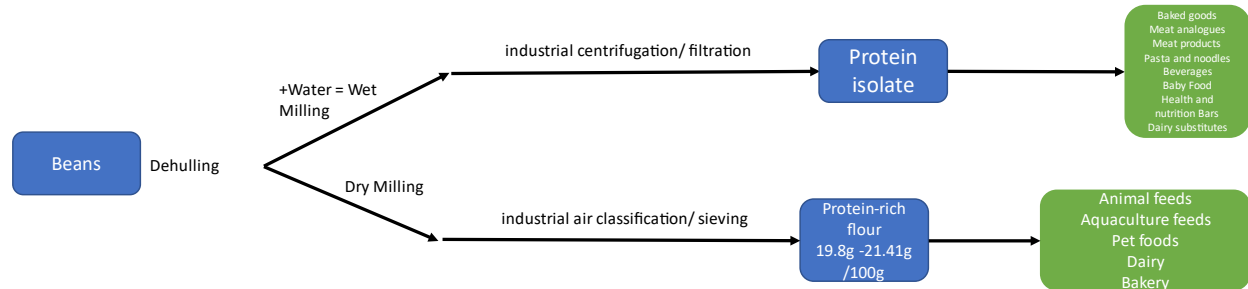 Beans
Dehulling
+Water = Wet
Milling
industrial centrifugation/ filtration
Protein
isolate
Baked goods
Meat analogues
Meat products
Pasta and noodles
Beverages
Baby Food
Health and
nutrition Bars
Dairy substitutes
Dry Milling
industrial air classification/ sieving
Protein-rich
flour
19.8g -21.41g
/100g
Animal feeds
Aquaculture feeds
Pet foods
Dairy
Bakery